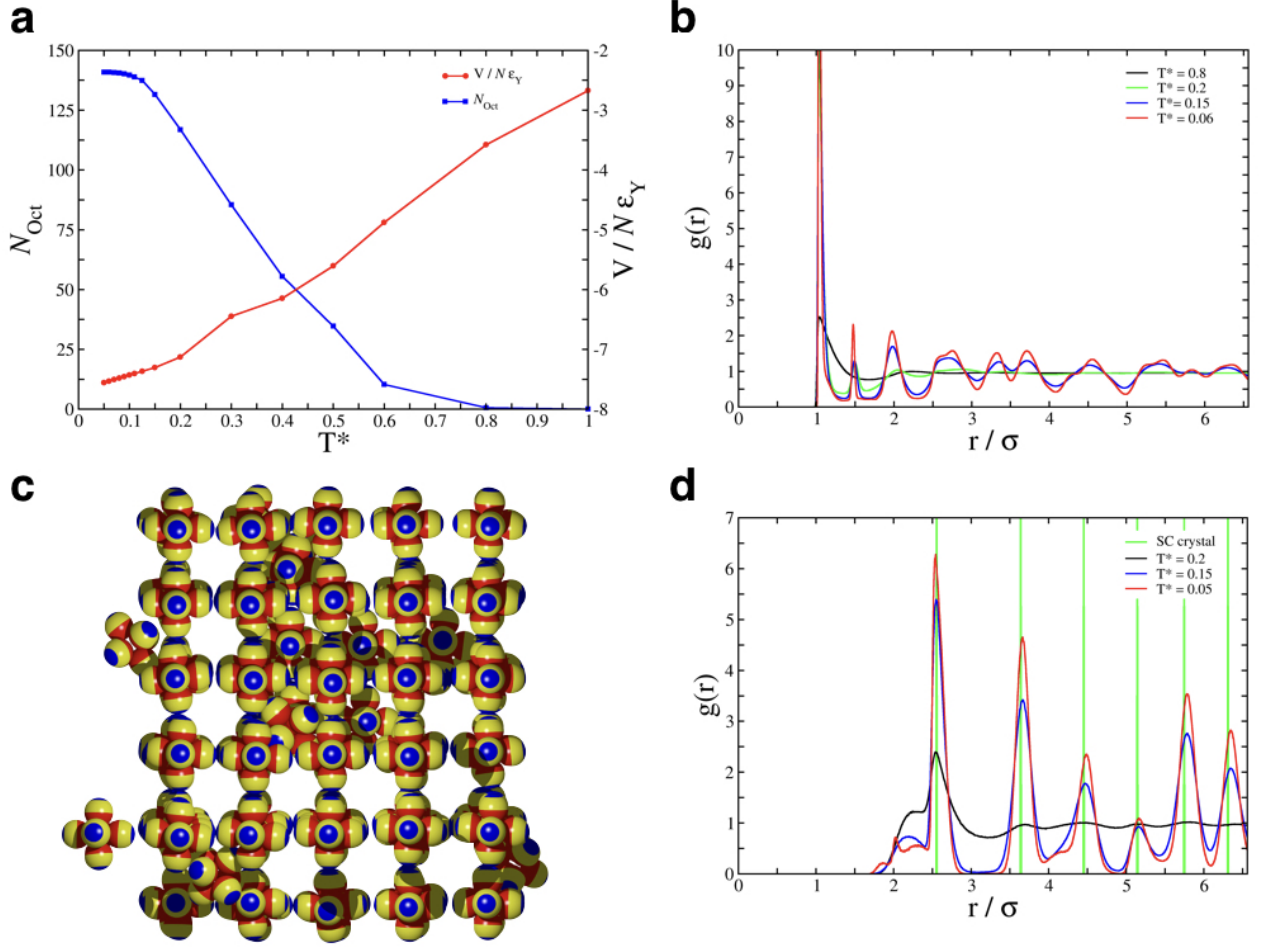 a
150
125
100
75
50
25
0
N_Oct
0 0.1 0.2 0.3 0.4 0.5 0.6 0.7 0.8 0.9 1
T*
-2
-3
-4
-5
-6
-7
-8
V / N ε_Y
V / N ε_Y
N_Oct
b
10
9
8
7
6
5
4
3
2
1
0
g(r)
0 1 2 3 4 5 6
r / σ
T* = 0.8
T* = 0.2
T*= 0.15
T* = 0.06
c
d
7
6
5
4
3
2
1
0
g(r)
0 1 2 3 4 5 6
r / σ
SC crystal
T* = 0.2
T* = 0.15
T* = 0.05